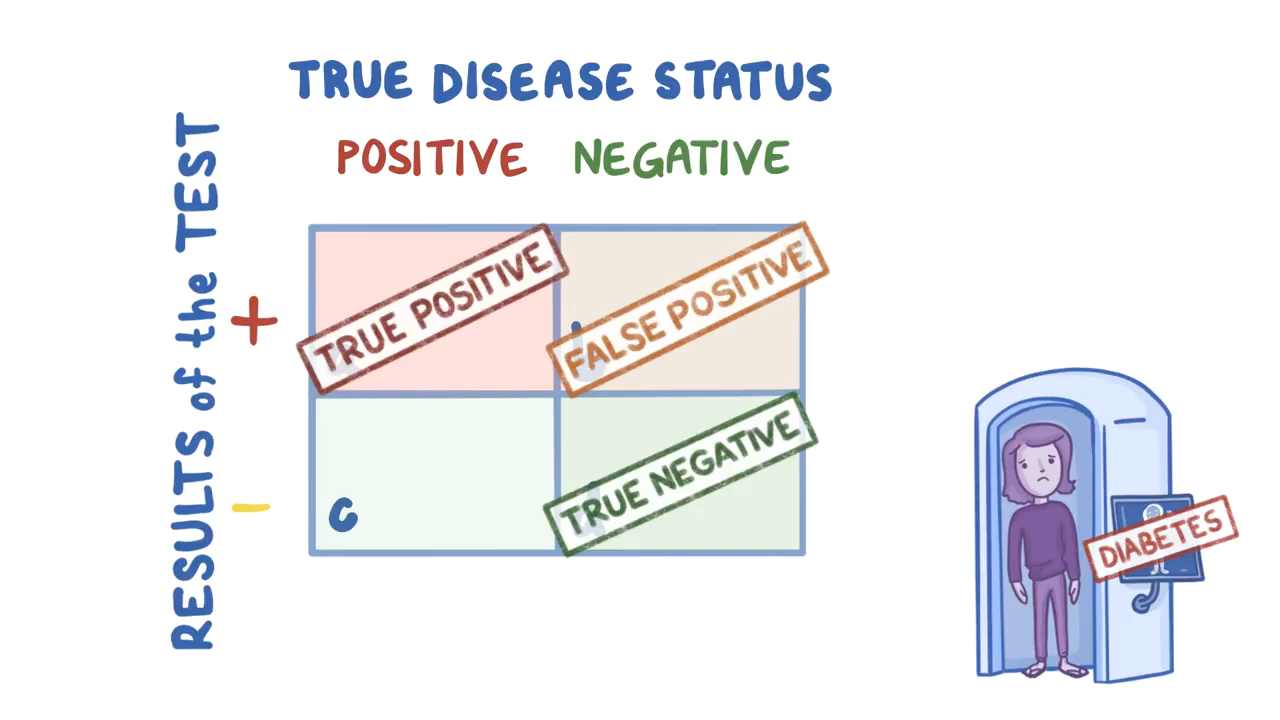 TRUE DISEASE STATUS
POSITIVE NEGATIVE
RESULTS of the TEST
+
TRUE POSITIVE
FALSE POSITIVE
-
c
TRUE NEGATIVE
DIABETES